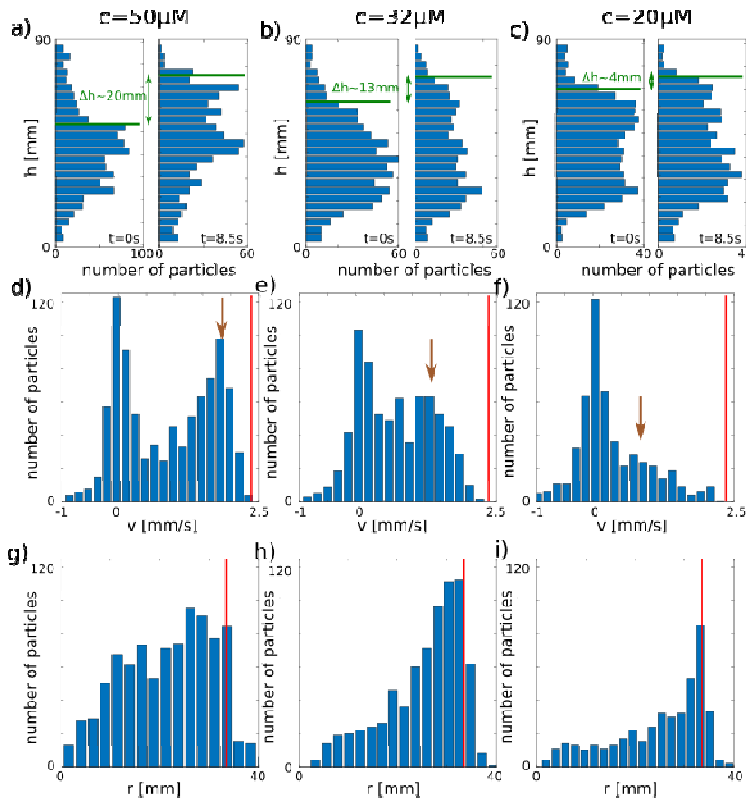 c=50μM c=32μM c=20μM
a) b) c)
90 90 90
Δh~20mm Δh~13mm Δh~4mm
h [mm] h [mm] h [mm]
t=0s t=8.5s t=0s t=8.5s t=0s t=8.5s
0 0 0
0 100 0 60 0 60 0 60 0 40 0 4
number of particles number of particles number of particles
d) e) f)
120 120 120
number of particles number of particles number of particles
0 0 0
-1 0 2.5 -1 0 2.5 -1 0 2.5
v [mm/s] v [mm/s] v [mm/s]
g) h) i)
120 120 120
number of particles number of particles number of particles
0 0 0
0 40 0 40 0 40
r [mm] r [mm] r [mm]